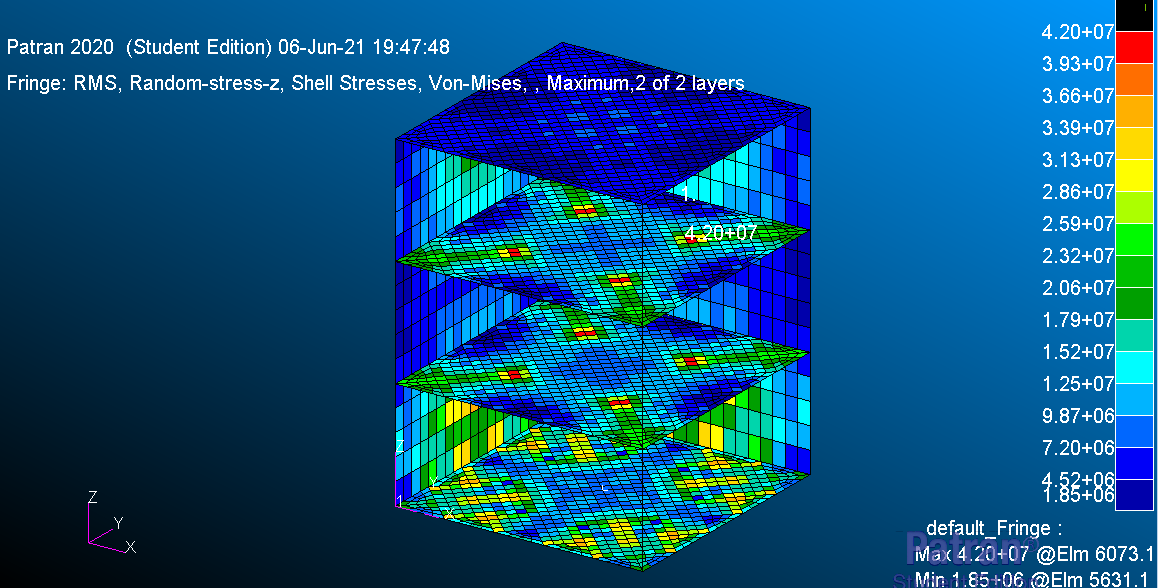 Patran 2020 (Student Edition) 06-Jun-21 19:47:48
Fringe: RMS, Random-stress-z, Shell Stresses, Von-Mises, , Maximum,2 of 2 layers
4.20+07
3.93+07
3.66+07
3.39+07
3.13+07
2.86+07
2.59+07
2.32+07
2.06+07
1.79+07
1.52+07
1.25+07
9.87+06
7.20+06
4.52+06
1.85+06
1
4.20+07
Z
Y
1
X
Z
Y
X
default_Fringe :
Patran
Max 4.20+07 @Elm 6073.1
Min 1.85+06 @Elm 5631.1